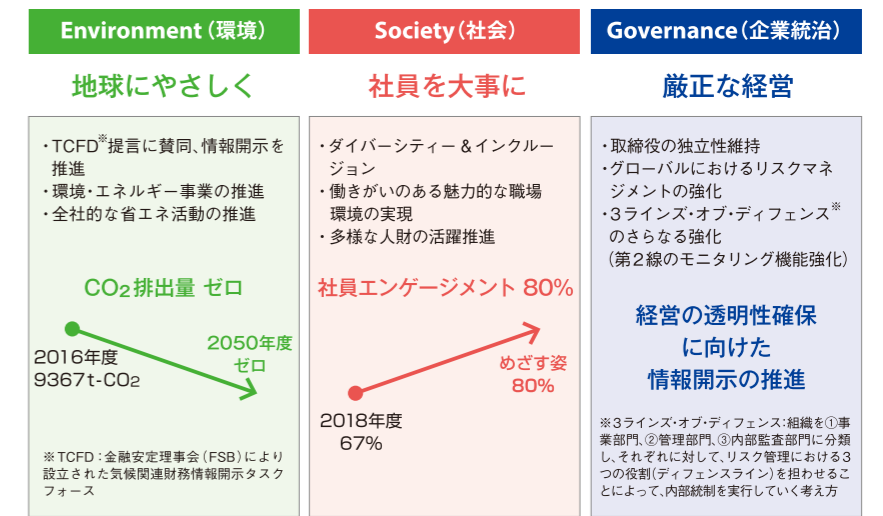 Environment（環境）
地球にやさしく
・TCFD※提言に賛同、情報開示を
推進
・環境・エネルギー事業の推進
・全社的な省エネ活動の推進
CO₂排出量 ゼロ
2016年度
9367t-CO₂
2050年度
ゼロ
※TCFD：金融安定理事会（FSB）により
設立された気候関連財務情報開示タスク
フォース
Society（社会）
社員を大事に
・ダイバーシティー＆インクルー
ジョン
・働きがいのある魅力的な職場
環境の実現
・多様な人財の活躍推進
社員エンゲージメント 80%
2018年度
67%
めざす姿
80%
Governance（企業統治）
厳正な経営
・取締役の独立性維持
・グローバルにおけるリスクマネ
ジメントの強化
・3ラインズ・オブ・ディフェンス※
のさらなる強化
（第2線のモニタリング機能強化）
経営の透明性確保
に向けた
情報開示の推進
※3ラインズ・オブ・ディフェンス：組織を①事
業部門、②管理部門、③内部監査部門に分類
し、それぞれに対して、リスク管理における3
つの役割（ディフェンスライン）を担わせるこ
とによって、内部統制を実行していく考え方